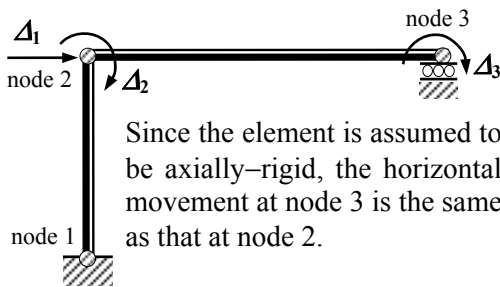 node 3
Δ1
node 2
Δ2
Δ3
Since the element is assumed to
be axially–rigid, the horizontal
movement at node 3 is the same
node 1
as that at node 2.